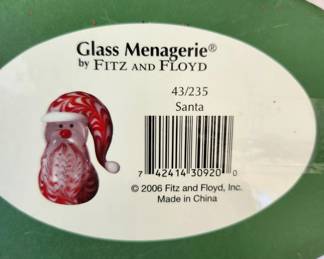 Glass Menagerie®
by FITZ AND FLOYD
43/235
Santa
7 42414 30920 0
© 2006 Fitz and Floyd, Inc.
Made in China